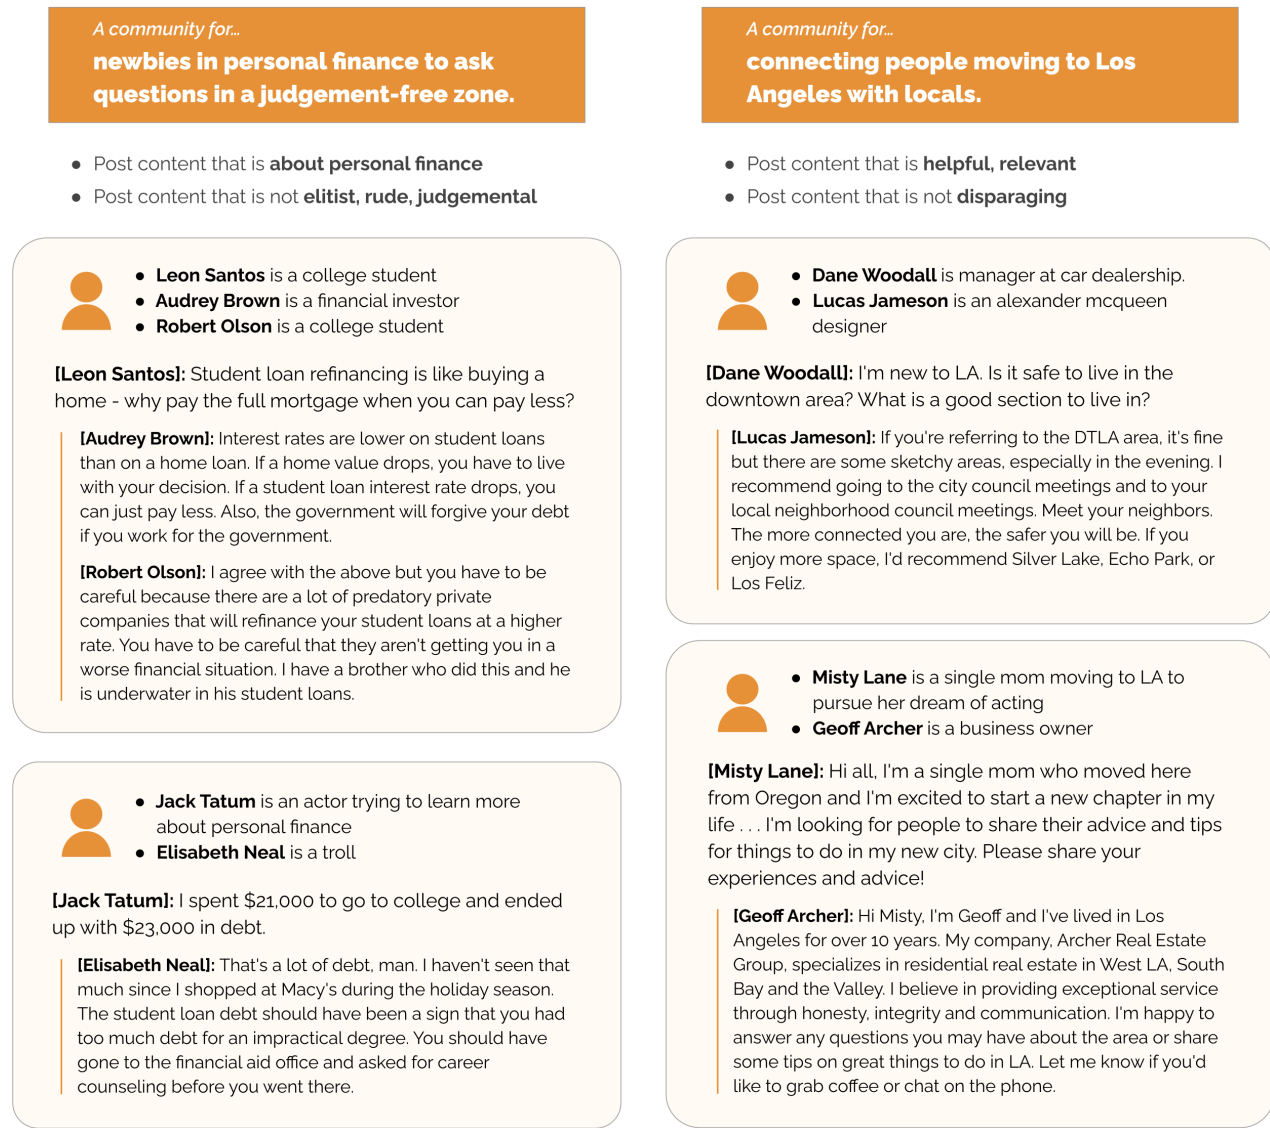 A community for...
newbies in personal finance to ask
questions in a judgement-free zone.
● Post content that is about personal finance
● Post content that is not elitist, rude, judgemental
● Leon Santos is a college student
● Audrey Brown is a financial investor
● Robert Olson is a college student
[Leon Santos]: Student loan refinancing is like buying a
home - why pay the full mortgage when you can pay less?
[Audrey Brown]: Interest rates are lower on student loans
than on a home loan. If a home value drops, you have to live
with your decision. If a student loan interest rate drops, you
can just pay less. Also, the government will forgive your debt
if you work for the government.
[Robert Olson]: I agree with the above but you have to be
careful because there are a lot of predatory private
companies that will refinance your student loans at a higher
rate. You have to be careful that they aren't getting you in a
worse financial situation. I have a brother who did this and he
is underwater in his student loans.
● Jack Tatum is an actor trying to learn more
about personal finance
● Elisabeth Neal is a troll
[Jack Tatum]: I spent $21,000 to go to college and ended
up with $23,000 in debt.
[Elisabeth Neal]: That's a lot of debt, man. I haven't seen that
much since I shopped at Macy's during the holiday season.
The student loan debt should have been a sign that you had
too much debt for an impractical degree. You should have
gone to the financial aid office and asked for career
counseling before you went there.
A community for...
connecting people moving to Los
Angeles with locals.
● Post content that is helpful, relevant
● Post content that is not disparaging
● Dane Woodall is manager at car dealership.
● Lucas Jameson is an alexander mcqueen
designer
[Dane Woodall]: I'm new to LA. Is it safe to live in the
downtown area? What is a good section to live in?
[Lucas Jameson]: If you're referring to the DTLA area, it's fine
but there are some sketchy areas, especially in the evening. I
recommend going to the city council meetings and to your
local neighborhood council meetings. Meet your neighbors.
The more connected you are, the safer you will be. If you
enjoy more space, I'd recommend Silver Lake, Echo Park, or
Los Feliz.
● Misty Lane is a single mom moving to LA to
pursue her dream of acting
● Geoff Archer is a business owner
[Misty Lane]: Hi all, I'm a single mom who moved here
from Oregon and I'm excited to start a new chapter in my
life . . . I'm looking for people to share their advice and tips
for things to do in my new city. Please share your
experiences and advice!
[Geoff Archer]: Hi Misty, I'm Geoff and I've lived in Los
Angeles for over 10 years. My company, Archer Real Estate
Group, specializes in residential real estate in West LA, South
Bay and the Valley. I believe in providing exceptional service
through honesty, integrity and communication. I'm happy to
answer any questions you may have about the area or share
some tips on great things to do in LA. Let me know if you'd
like to grab coffee or chat on the phone.